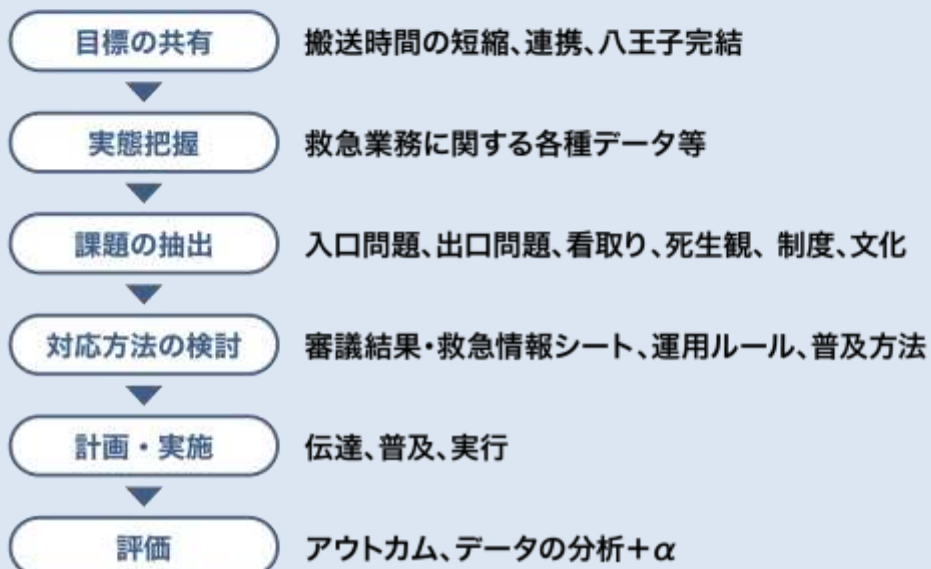 目標の共有 搬送時間の短縮、連携、八王子完結
実態把握 救急業務に関する各種データ等
課題の抽出 入口問題、出口問題、看取り、死生観、制度、文化
対応方法の検討 審議結果・救急情報シート、運用ルール、普及方法
計画・実施 伝達、普及、実行
評価 アウトカム、データの分析+α